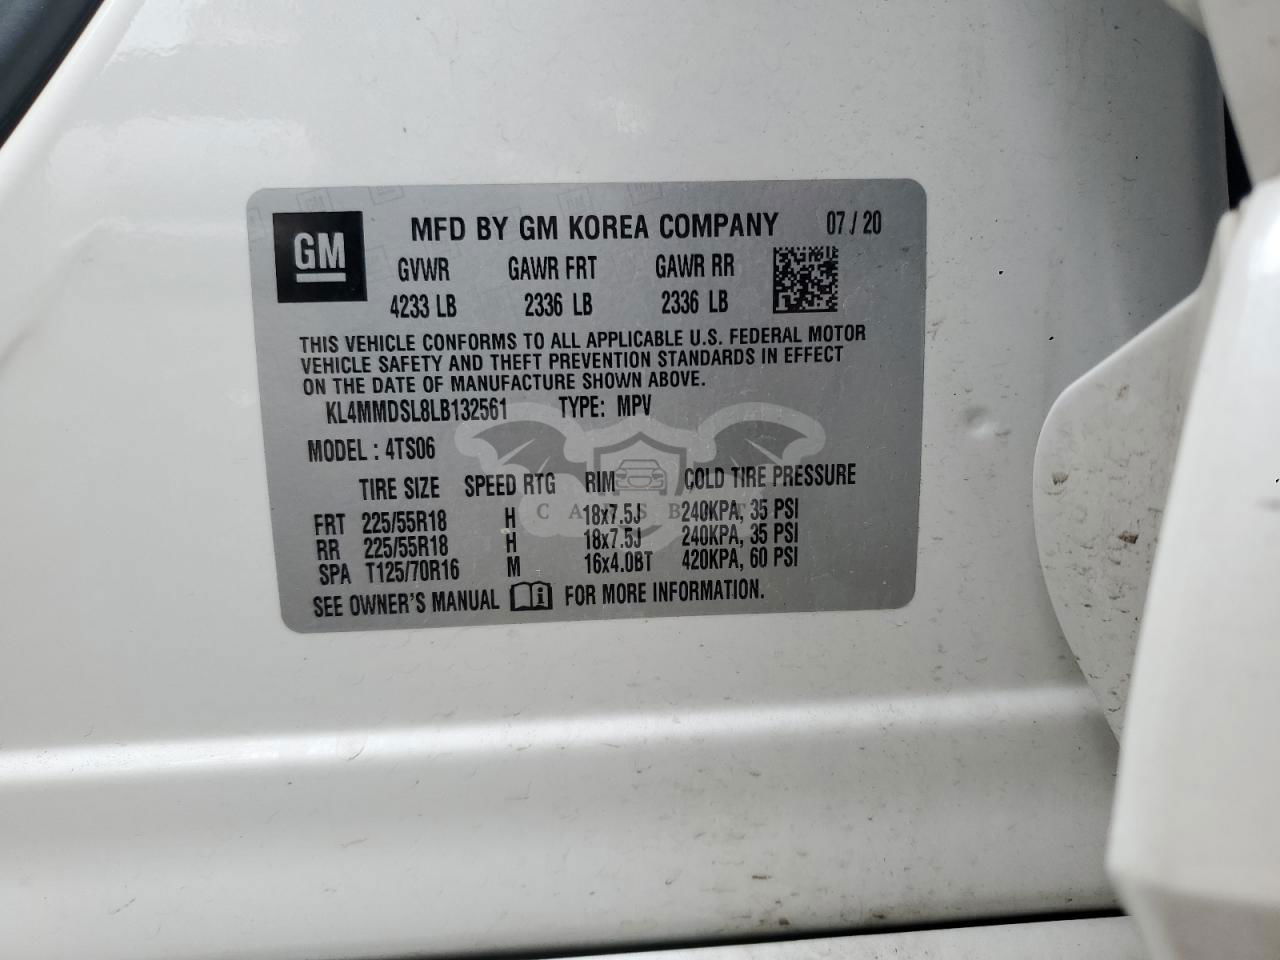 GM
MFD BY GM KOREA COMPANY 07 / 20
GVWR GAWR FRT GAWR RR
4233 LB 2336 LB 2336 LB
THIS VEHICLE CONFORMS TO ALL APPLICABLE U.S. FEDERAL MOTOR
VEHICLE SAFETY AND THEFT PREVENTION STANDARDS IN EFFECT
ON THE DATE OF MANUFACTURE SHOWN ABOVE.
KL4MMDSL8LB132561 TYPE: MPV
MODEL : 4TS06
TIRE SIZE SPEED RTG RIM COLD TIRE PRESSURE
FRT 225/55R18 H 18x7.5J 240KPA, 35 PSI
RR 225/55R18 H 18x7.5J 240KPA, 35 PSI
SPA T125/70R16 M 16x4.0BT 420KPA, 60 PSI
SEE OWNER'S MANUAL i FOR MORE INFORMATION.